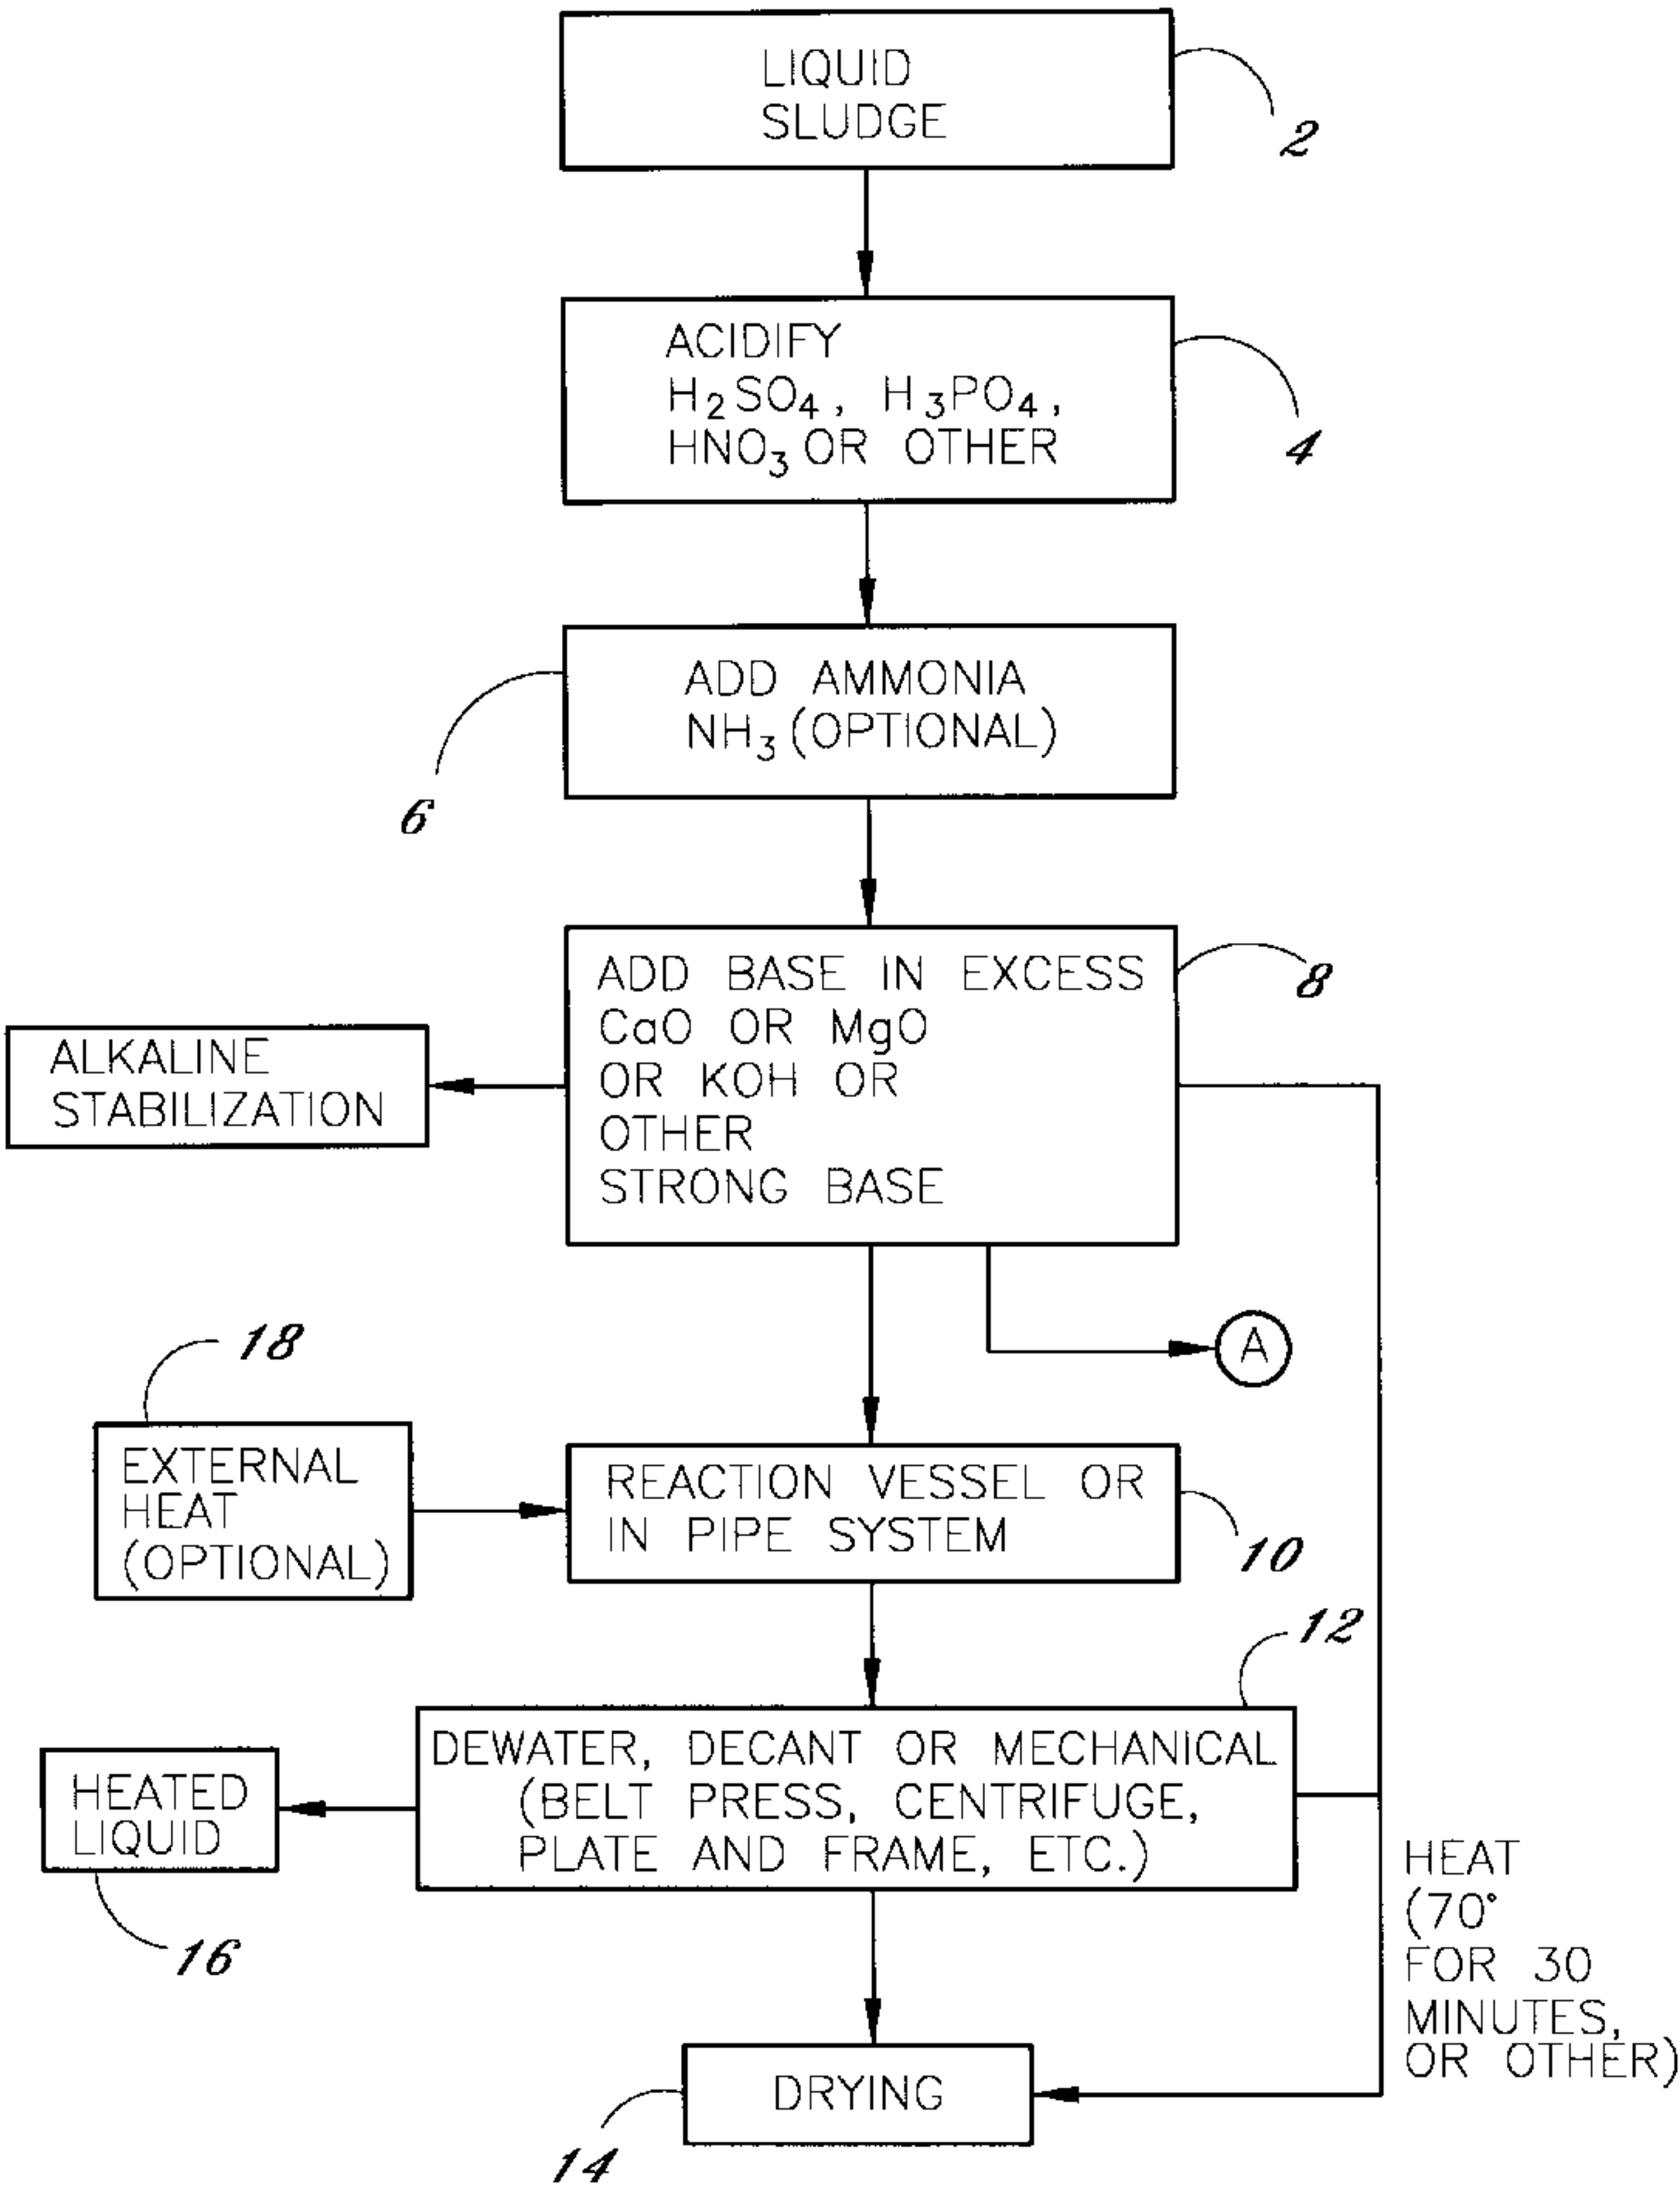 LIQUID
SLUDGE
2
ACIDIFY
H₂SO₄, H₃PO₄,
HNO₃ OR OTHER
4
ADD AMMONIA
NH₃ (OPTIONAL)
6
ADD BASE IN EXCESS
CaO OR MgO
OR KOH OR
OTHER
STRONG BASE
8
ALKALINE
STABILIZATION
A
18
EXTERNAL
HEAT
(OPTIONAL)
REACTION VESSEL OR
IN PIPE SYSTEM
10
12
DEWATER, DECANT OR MECHANICAL
(BELT PRESS, CENTRIFUGE,
PLATE AND FRAME, ETC.)
HEATED
LIQUID
16
HEAT
(70°
FOR 30
MINUTES,
OR OTHER)
DRYING
14